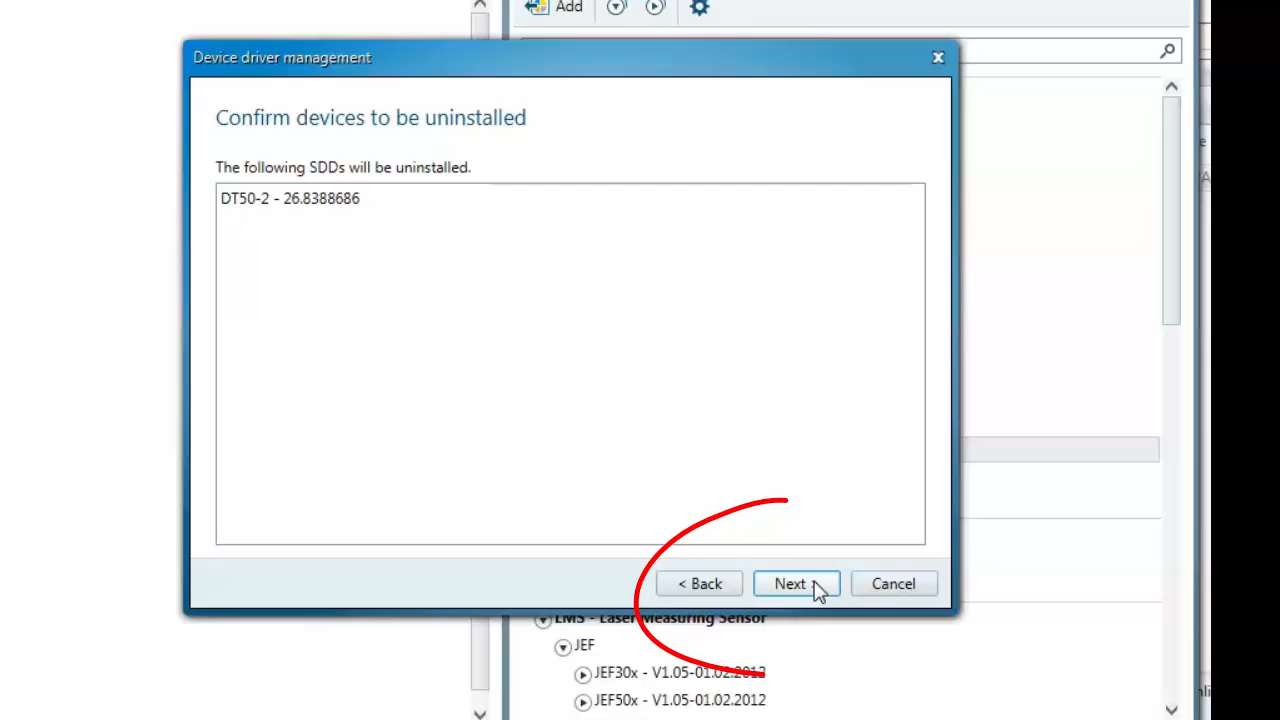 Add
Device driver management
Confirm devices to be uninstalled
The following SDDs will be uninstalled.
DT50-2 - 26.8388686
< Back
Next
Cancel
LMS - Laser Measuring Sensor
JEF
JEF30x - V1.05-01.02.2012
JEF50x - V1.05-01.02.2012